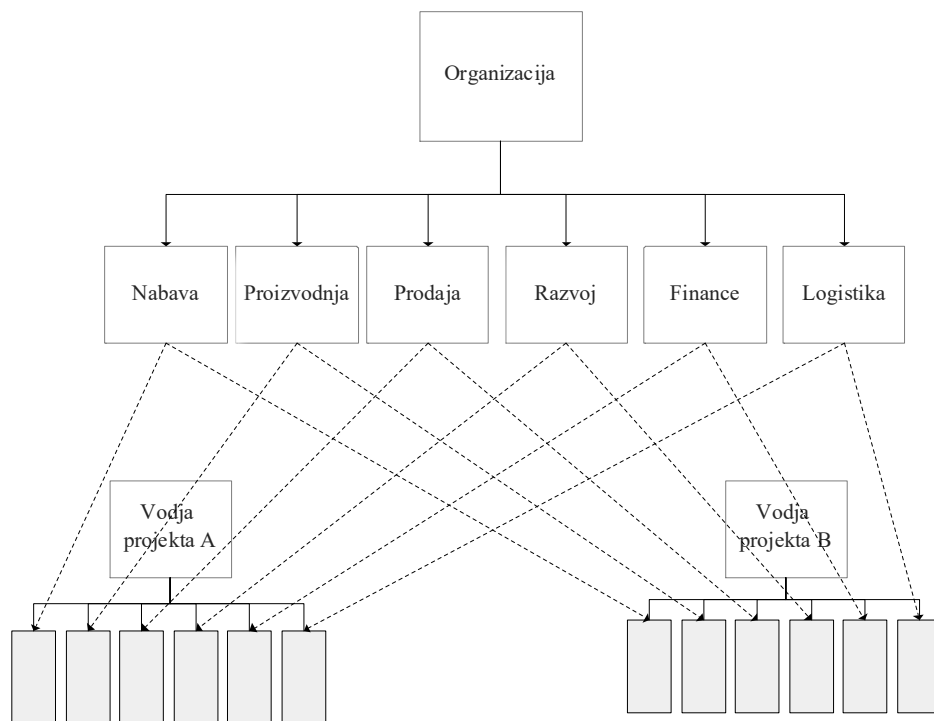 Organizacija
Nabava
Proizvodnja
Prodaja
Razvoj
Finance
Logistika
Vodja
projekta A
Vodja
projekta B